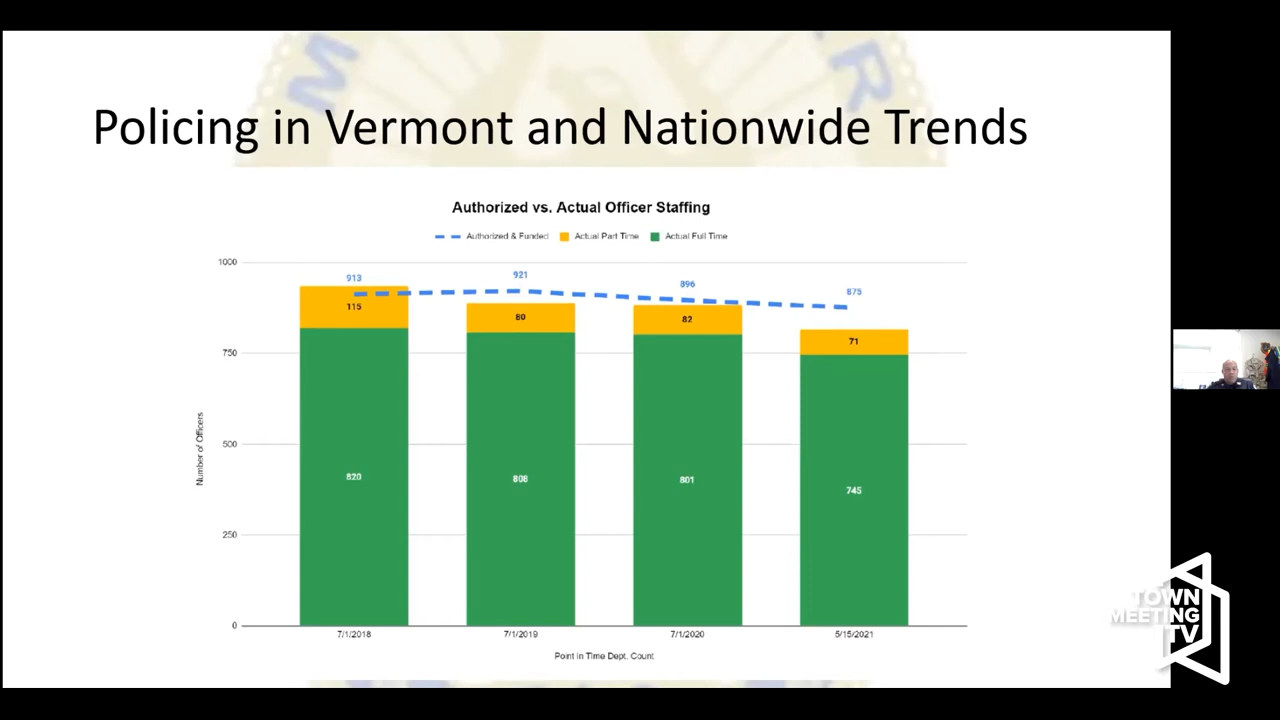 Policing in Vermont and Nationwide Trends
Authorized vs. Actual Officer Staffing
Authorized & Funded Actual Part Time Actual Full Time
1000
750
500
250
0
Number of Officers
913
921
896
875
115
80
82
71
820
808
801
745
7/1/2018 7/1/2019 7/1/2020 5/15/2021
Point in Time Dept. Count
TOWN
MEETING
TV